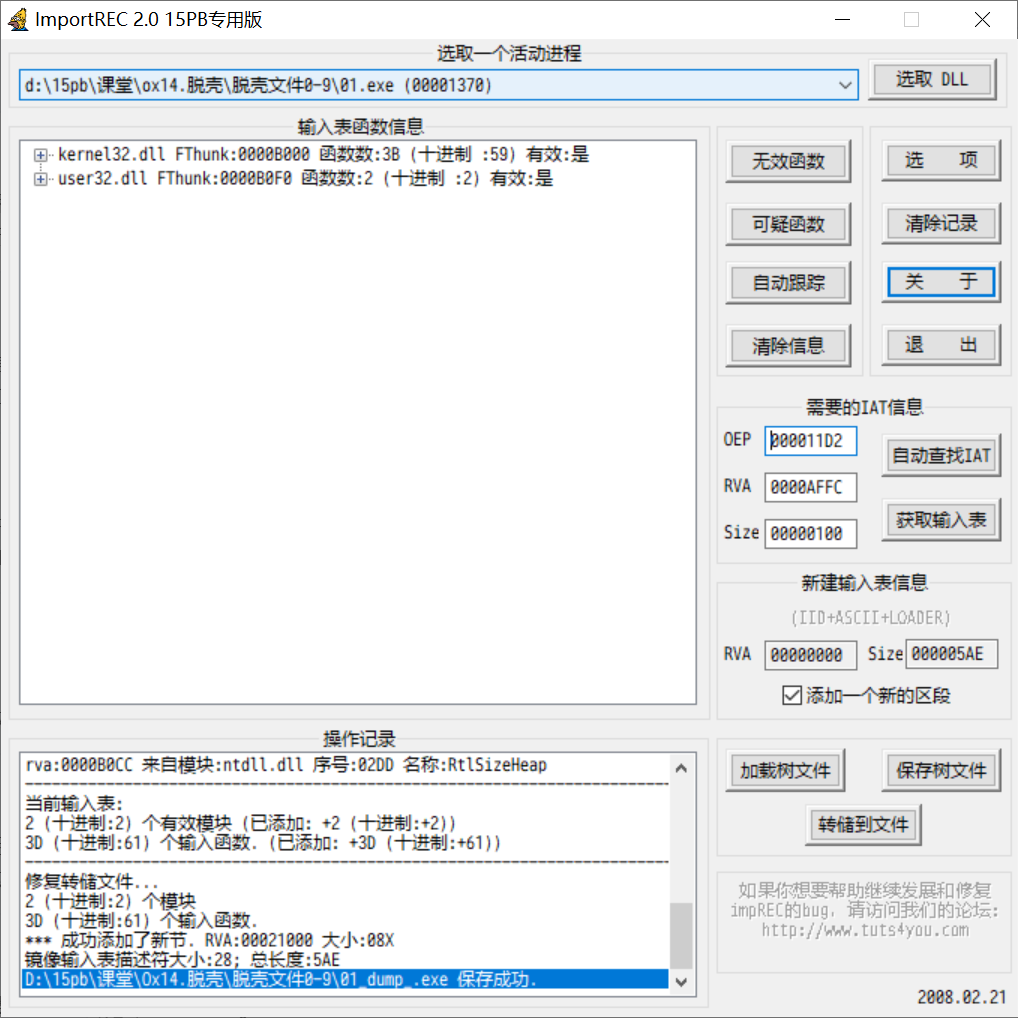 ImportREC 2.0 15PB专用版
选取一个活动进程
d:\15pb\课堂\ox14.脱壳\脱壳文件0-9\01.exe (00001370)
选取 DLL
输入表函数信息
kernel32.dll FThunk:0000B000 函数数:3B (十进制 :59) 有效:是
user32.dll FThunk:0000B0F0 函数数:2 (十进制 :2) 有效:是
无效函数
选 项
可疑函数
清除记录
自动跟踪
关 于
清除信息
退 出
需要的IAT信息
OEP 000011D2
自动查找IAT
RVA 0000AFFC
获取输入表
Size 00000100
新建输入表信息
(IID+ASCII+LOADER)
RVA 00000000 Size 000005AE
添加一个新的区段
操作记录
rva:0000B0CC 来自模块:ntdll.dll 序号:02DD 名称:RtlSizeHeap
当前输入表:
2 (十进制:2) 个有效模块 (已添加: +2 (十进制:+2))
3D (十进制:61) 个输入函数. (已添加: +3D (十进制:+61))
修复转储文件...
2 (十进制:2) 个模块
3D (十进制:61) 个输入函数.
*** 成功添加了新节. RVA:00021000 大小:08X
镜像输入表描述符大小:28; 总长度:5AE
D:\15pb\课堂\0x14.脱壳\脱壳文件0-9\01_dump_.exe 保存成功.
加载树文件
保存树文件
转储到文件
如果你想要帮助继续发展和修复
impREC的bug, 请访问我们的论坛:
http://www.tuts4you.com
2008.02.21